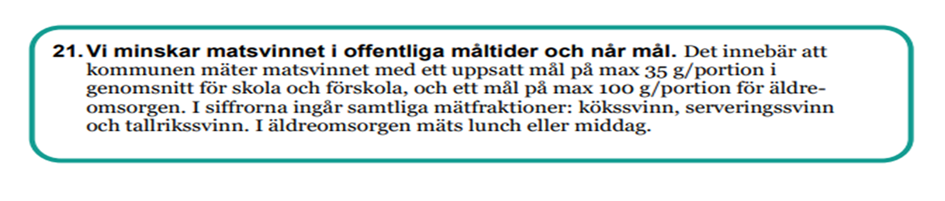 21. Vi minskar matsvinnet i offentliga måltider och når mål. Det innebär att
kommunen mäter matsvinnet med ett uppsatt mål på max 35 g/portion i
genomsnitt för skola och förskola, och ett mål på max 100 g/portion för äldre-
omsorgen. I siffrorna ingår samtliga mätfraktioner: kökssvinn, serveringssvinn
och tallrikssvinn. I äldreomsorgen mäts lunch eller middag.